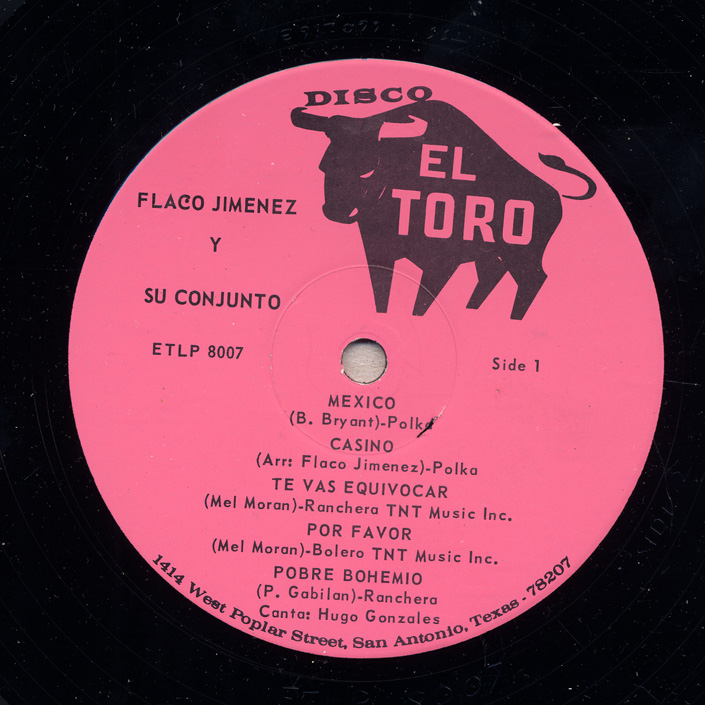 DISCO
EL
TORO
FLACO JIMENEZ
Y
SU CONJUNTO
ETLP 8007
Side 1
MEXICO
(B. Bryant)-Polka
CASINO
(Arr: Flaco Jimenez)-Polka
TE VAS EQUIVOCAR
(Mel Moran)-Ranchera TNT Music Inc.
POR FAVOR
(Mel Moran)-Bolero TNT Music Inc.
POBRE BOHEMIO
(P. Gabilan)-Ranchera
Canta: Hugo Gonzales
1414 West Poplar Street, San Antonio, Texas - 78207